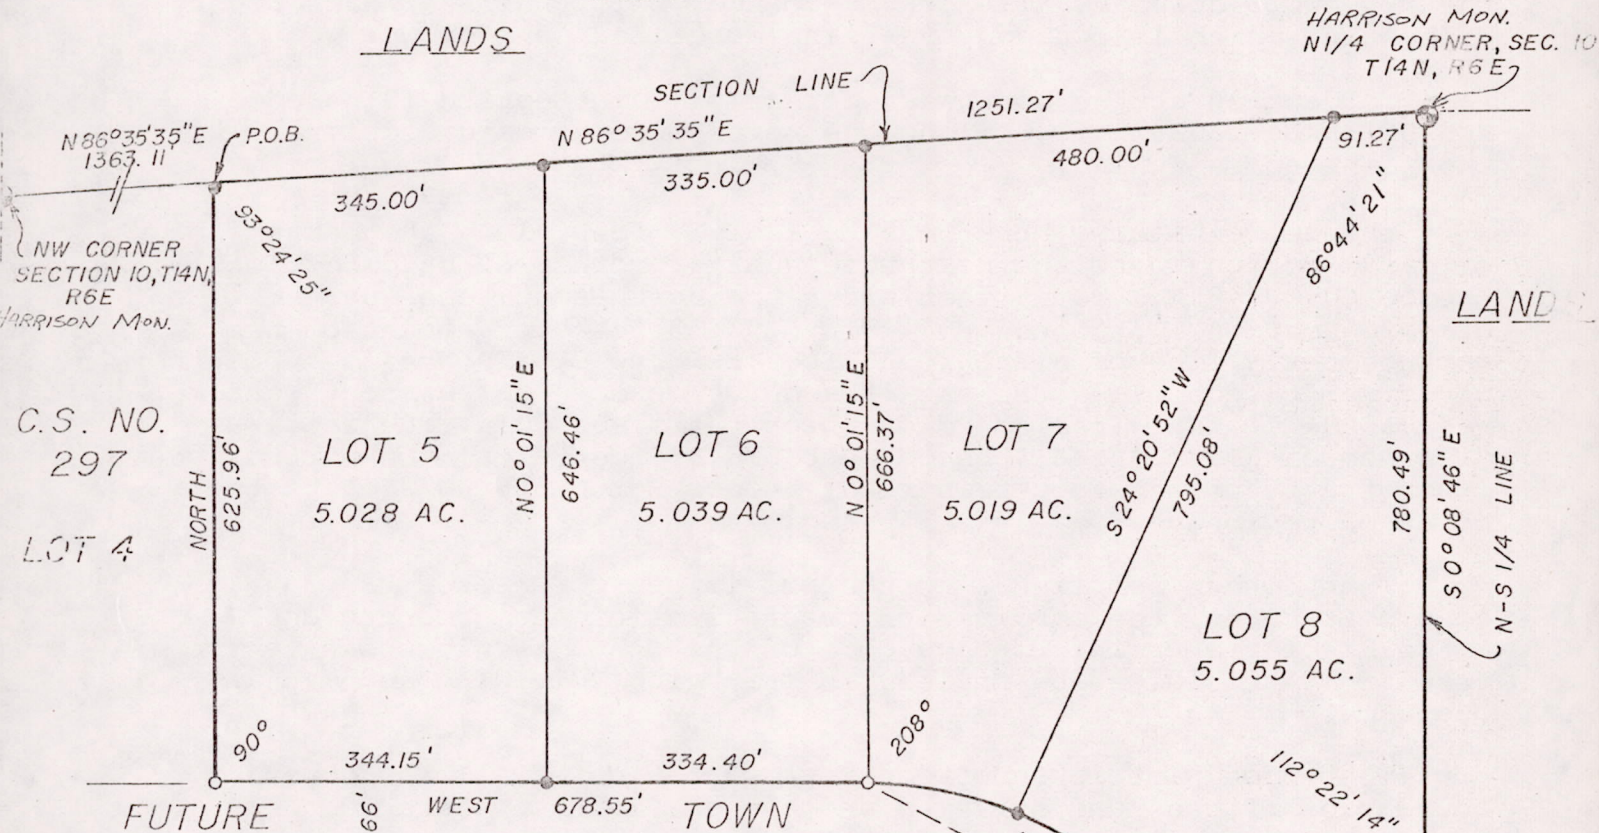 LANDS
HARRISON MON.
N1/4 CORNER, SEC. 10
T14N, R6E
SECTION LINE
1251.27'
N86°35'35"E
1363.11'
P.O.B.
N 86° 35' 35"E
91.27'
480.00'
335.00'
345.00'
93°24'25"
86°44'21"
NW CORNER
SECTION 10, T14N,
R6E
HARRISON MON.
LANDS
C.S. NO.
297
LOT 4
NORTH
625.96'
LOT 5
5.028 AC.
N0°01'15"E
646.46'
LOT 6
5.039 AC.
N 0°01'15"E
666.37'
LOT 7
5.019 AC.
S24°20'52"W
795.08'
780.49'
S0°08'46"E
N-S 1/4 LINE
LOT 8
5.055 AC.
90°
344.15'
334.40'
208°
112°22'14"
FUTURE
66'
WEST
678.55'
TOWN